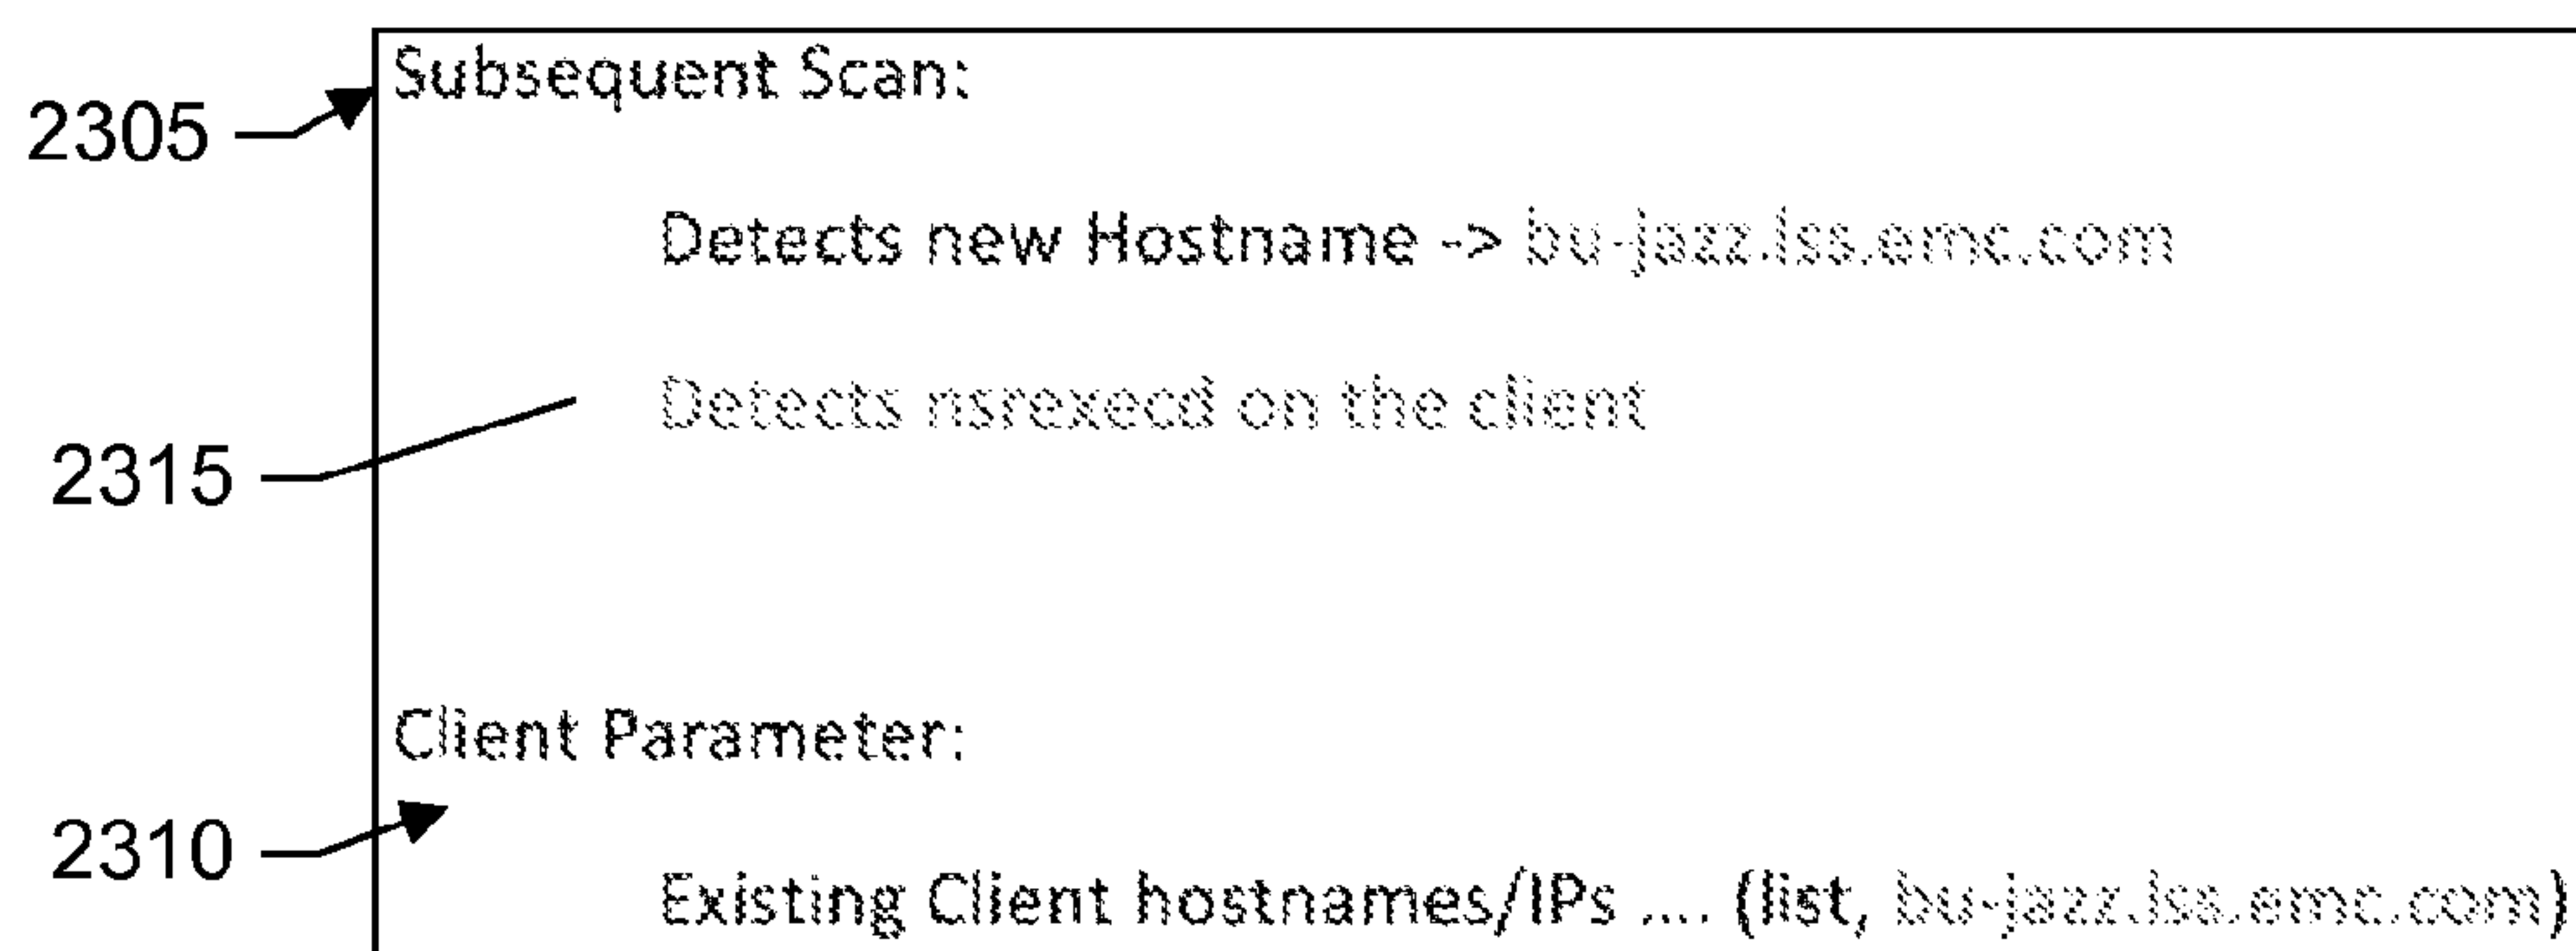 Subsequent Scan:
2305
Detects new Hostname -> bu-jazz.lss.emc.com
Detects nsrexecd on the client
2315
Client Parameter:
2310
Existing Client hostnames/IPs .... (list, bu-jazz.lss.emc.com)